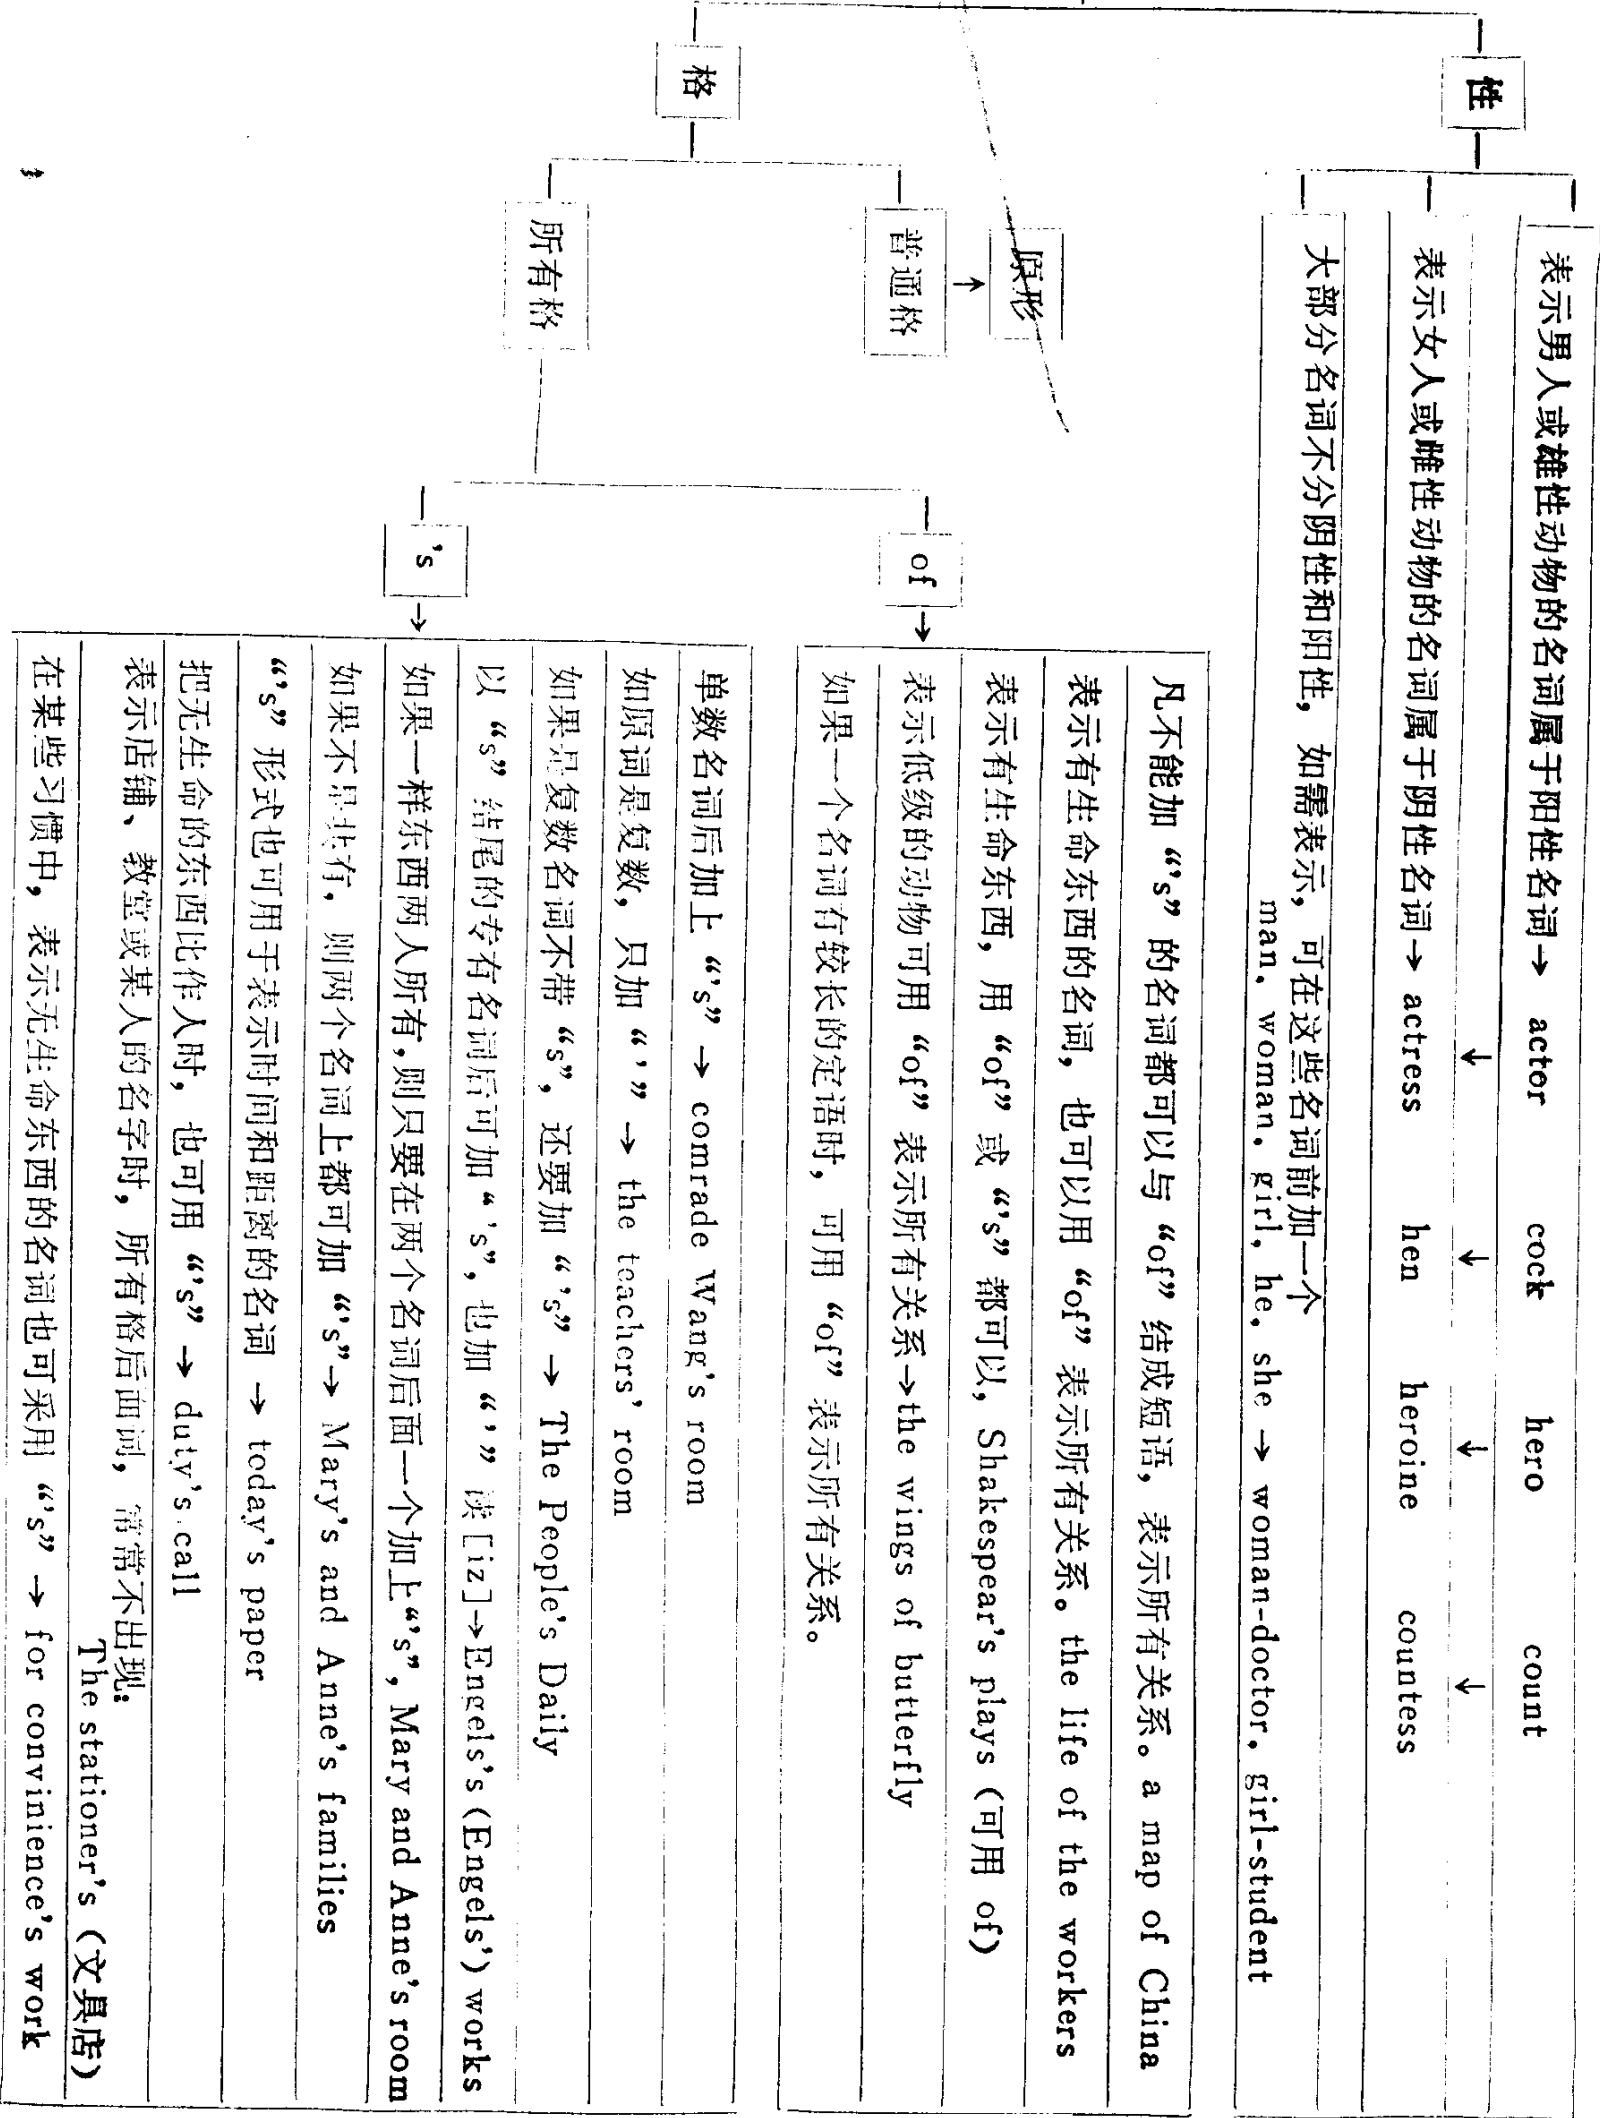 性
表示男人或雄性动物的名词属于阳性名词→ actor cock hero count
↓ ↓ ↓ ↓
表示女人或雌性动物的名词属于阴性名词→ actress hen heroine countess
大部分名词不分阴性和阳性，如需表示，可在这些名词前加一个
man, woman, girl, he, she → woman-doctor, girl-student
格
普通格 → 原形
所有格
of →
凡不能加“'s”的名词都可以与“of”结成短语，表示所有关系。a map of China
表示有生命东西的名词，也可以用“of”表示所有关系。the life of the workers
表示有生命东西，用“of”或“'s”都可以，Shakespear's plays (可用 of)
表示低级的动物可用“of”表示所有关系→the wings of butterfly
如果一个名词有较长的定语时，可用“of”表示所有关系。
's →
单数名词后加上“'s” → comrade Wang's room
如原词是复数，只加“'” → the teachers' room
如果是复数名词不带“s”，还要加“'s” → The People's Daily
以“s”结尾的专有名词后可加“'s”，也加“'”读[iz]→Engels's (Engels') works
如果一样东西两人所有，则只要在两个名词后面一个加上“'s”，Mary and Anne's room
如果不是共有，则两个名词上都可加“'s”→ Mary's and Anne's families
“'s”形式也可用于表示时间和距离的名词 → today's paper
把无生命的东西比作人时，也可用“'s” → duty's call
表示店铺、教堂或某人的名字时，所有格后面词，常常不出现:
The stationer's (文具店)
在某些习惯中，表示无生命东西的名词也可采用“'s” → for convinience's work